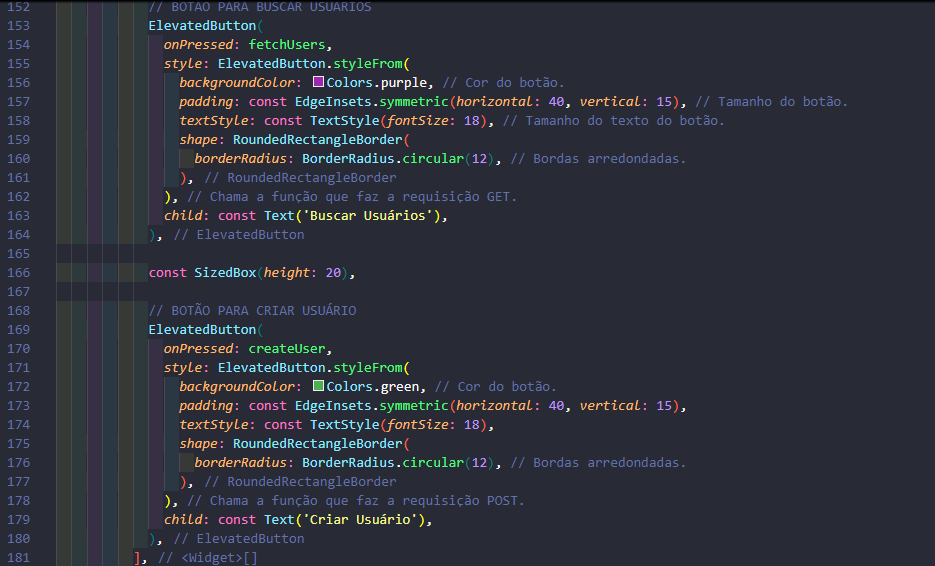 152 // BOTÃO PARA BUSCAR USUÁRIOS
153 ElevatedButton(
154 onPressed: fetchUsers,
155 style: ElevatedButton.styleFrom(
156 backgroundColor: Colors.purple, // Cor do botão.
157 padding: const EdgeInsets.symmetric(horizontal: 40, vertical: 15), // Tamanho do botão.
158 textStyle: const TextStyle(fontSize: 18), // Tamanho do texto do botão.
159 shape: RoundedRectangleBorder(
160 borderRadius: BorderRadius.circular(12), // Bordas arredondadas.
161 ), // RoundedRectangleBorder
162 ), // Chama a função que faz a requisição GET.
163 child: const Text('Buscar Usuários'),
164 ), // ElevatedButton
165
166 const SizedBox(height: 20),
167
168 // BOTÃO PARA CRIAR USUÁRIO
169 ElevatedButton(
170 onPressed: createUser,
171 style: ElevatedButton.styleFrom(
172 backgroundColor: Colors.green, // Cor do botão.
173 padding: const EdgeInsets.symmetric(horizontal: 40, vertical: 15),
174 textStyle: const TextStyle(fontSize: 18),
175 shape: RoundedRectangleBorder(
176 borderRadius: BorderRadius.circular(12), // Bordas arredondadas.
177 ), // RoundedRectangleBorder
178 ), // Chama a função que faz a requisição POST.
179 child: const Text('Criar Usuário'),
180 ), // ElevatedButton
181 ], // <Widget>[]